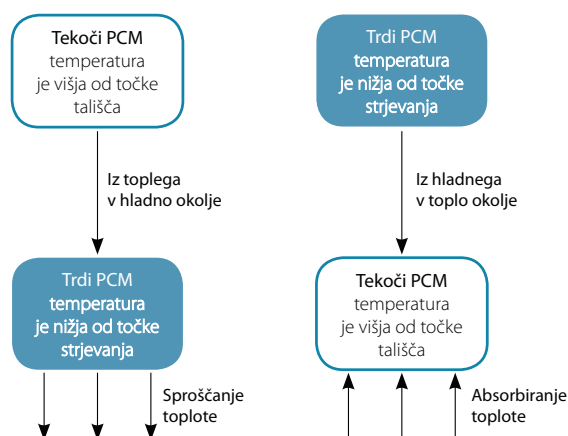 Tekoči PCM
temperatura
je višja od točke
tališča
Iz toplega
v hladno okolje
Trdi PCM
temperatura
je nižja od točke
strjevanja
Sproščanje
toplote
Trdi PCM
temperatura
je nižja od točke
strjevanja
Iz hladnega
v toplo okolje
Tekoči PCM
temperatura
je višja od točke
tališča
Absorbiranje
toplote